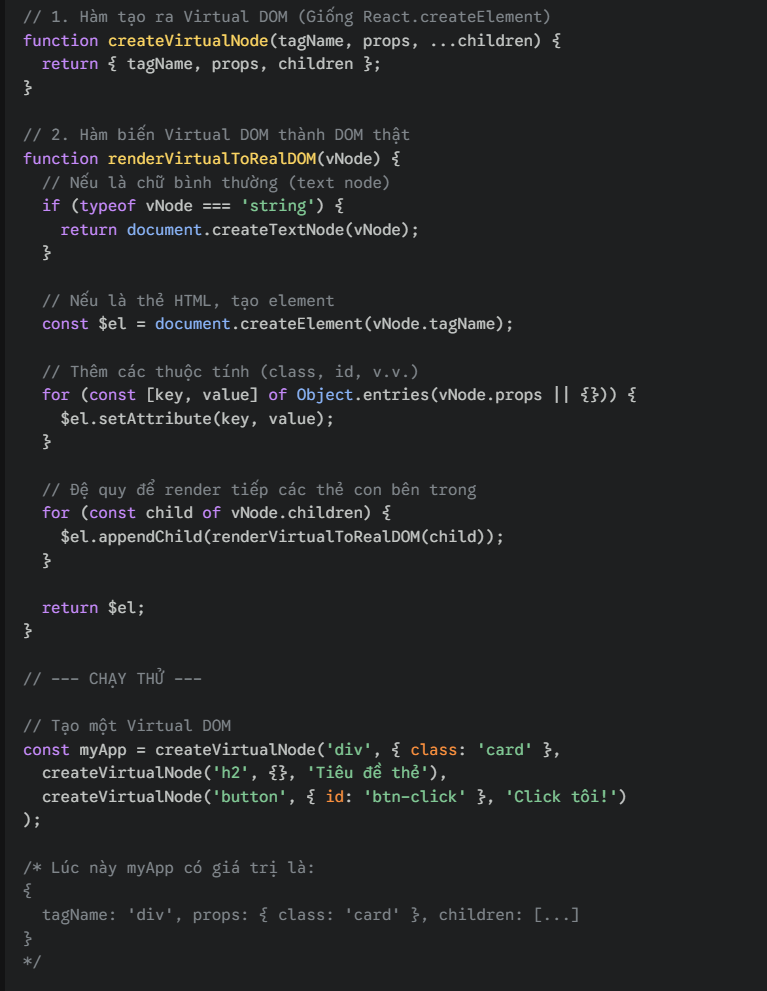 // 1. Hàm tạo ra Virtual DOM (Giống React.createElement)
function createVirtualNode(tagName, props, ...children) {
  return { tagName, props, children };
}

// 2. Hàm biến Virtual DOM thành DOM thật
function renderVirtualToRealDOM(vNode) {
  // Nếu là chữ bình thường (text node)
  if (typeof vNode === 'string') {
    return document.createTextNode(vNode);
  }

  // Nếu là thẻ HTML, tạo element
  const $el = document.createElement(vNode.tagName);

  // Thêm các thuộc tính (class, id, v.v.)
  for (const [key, value] of Object.entries(vNode.props || {})) {
    $el.setAttribute(key, value);
  }

  // Đệ quy để render tiếp các thẻ con bên trong
  for (const child of vNode.children) {
    $el.appendChild(renderVirtualToRealDOM(child));
  }

  return $el;
}

// --- CHẠY THỬ ---

// Tạo một Virtual DOM
const myApp = createVirtualNode('div', { class: 'card' },
  createVirtualNode('h2', {}, 'Tiêu đề thẻ'),
  createVirtualNode('button', { id: 'btn-click' }, 'Click tôi!')
);

/* Lúc này myApp có giá trị là:
{
  tagName: 'div', props: { class: 'card' }, children: [...]
}
*/